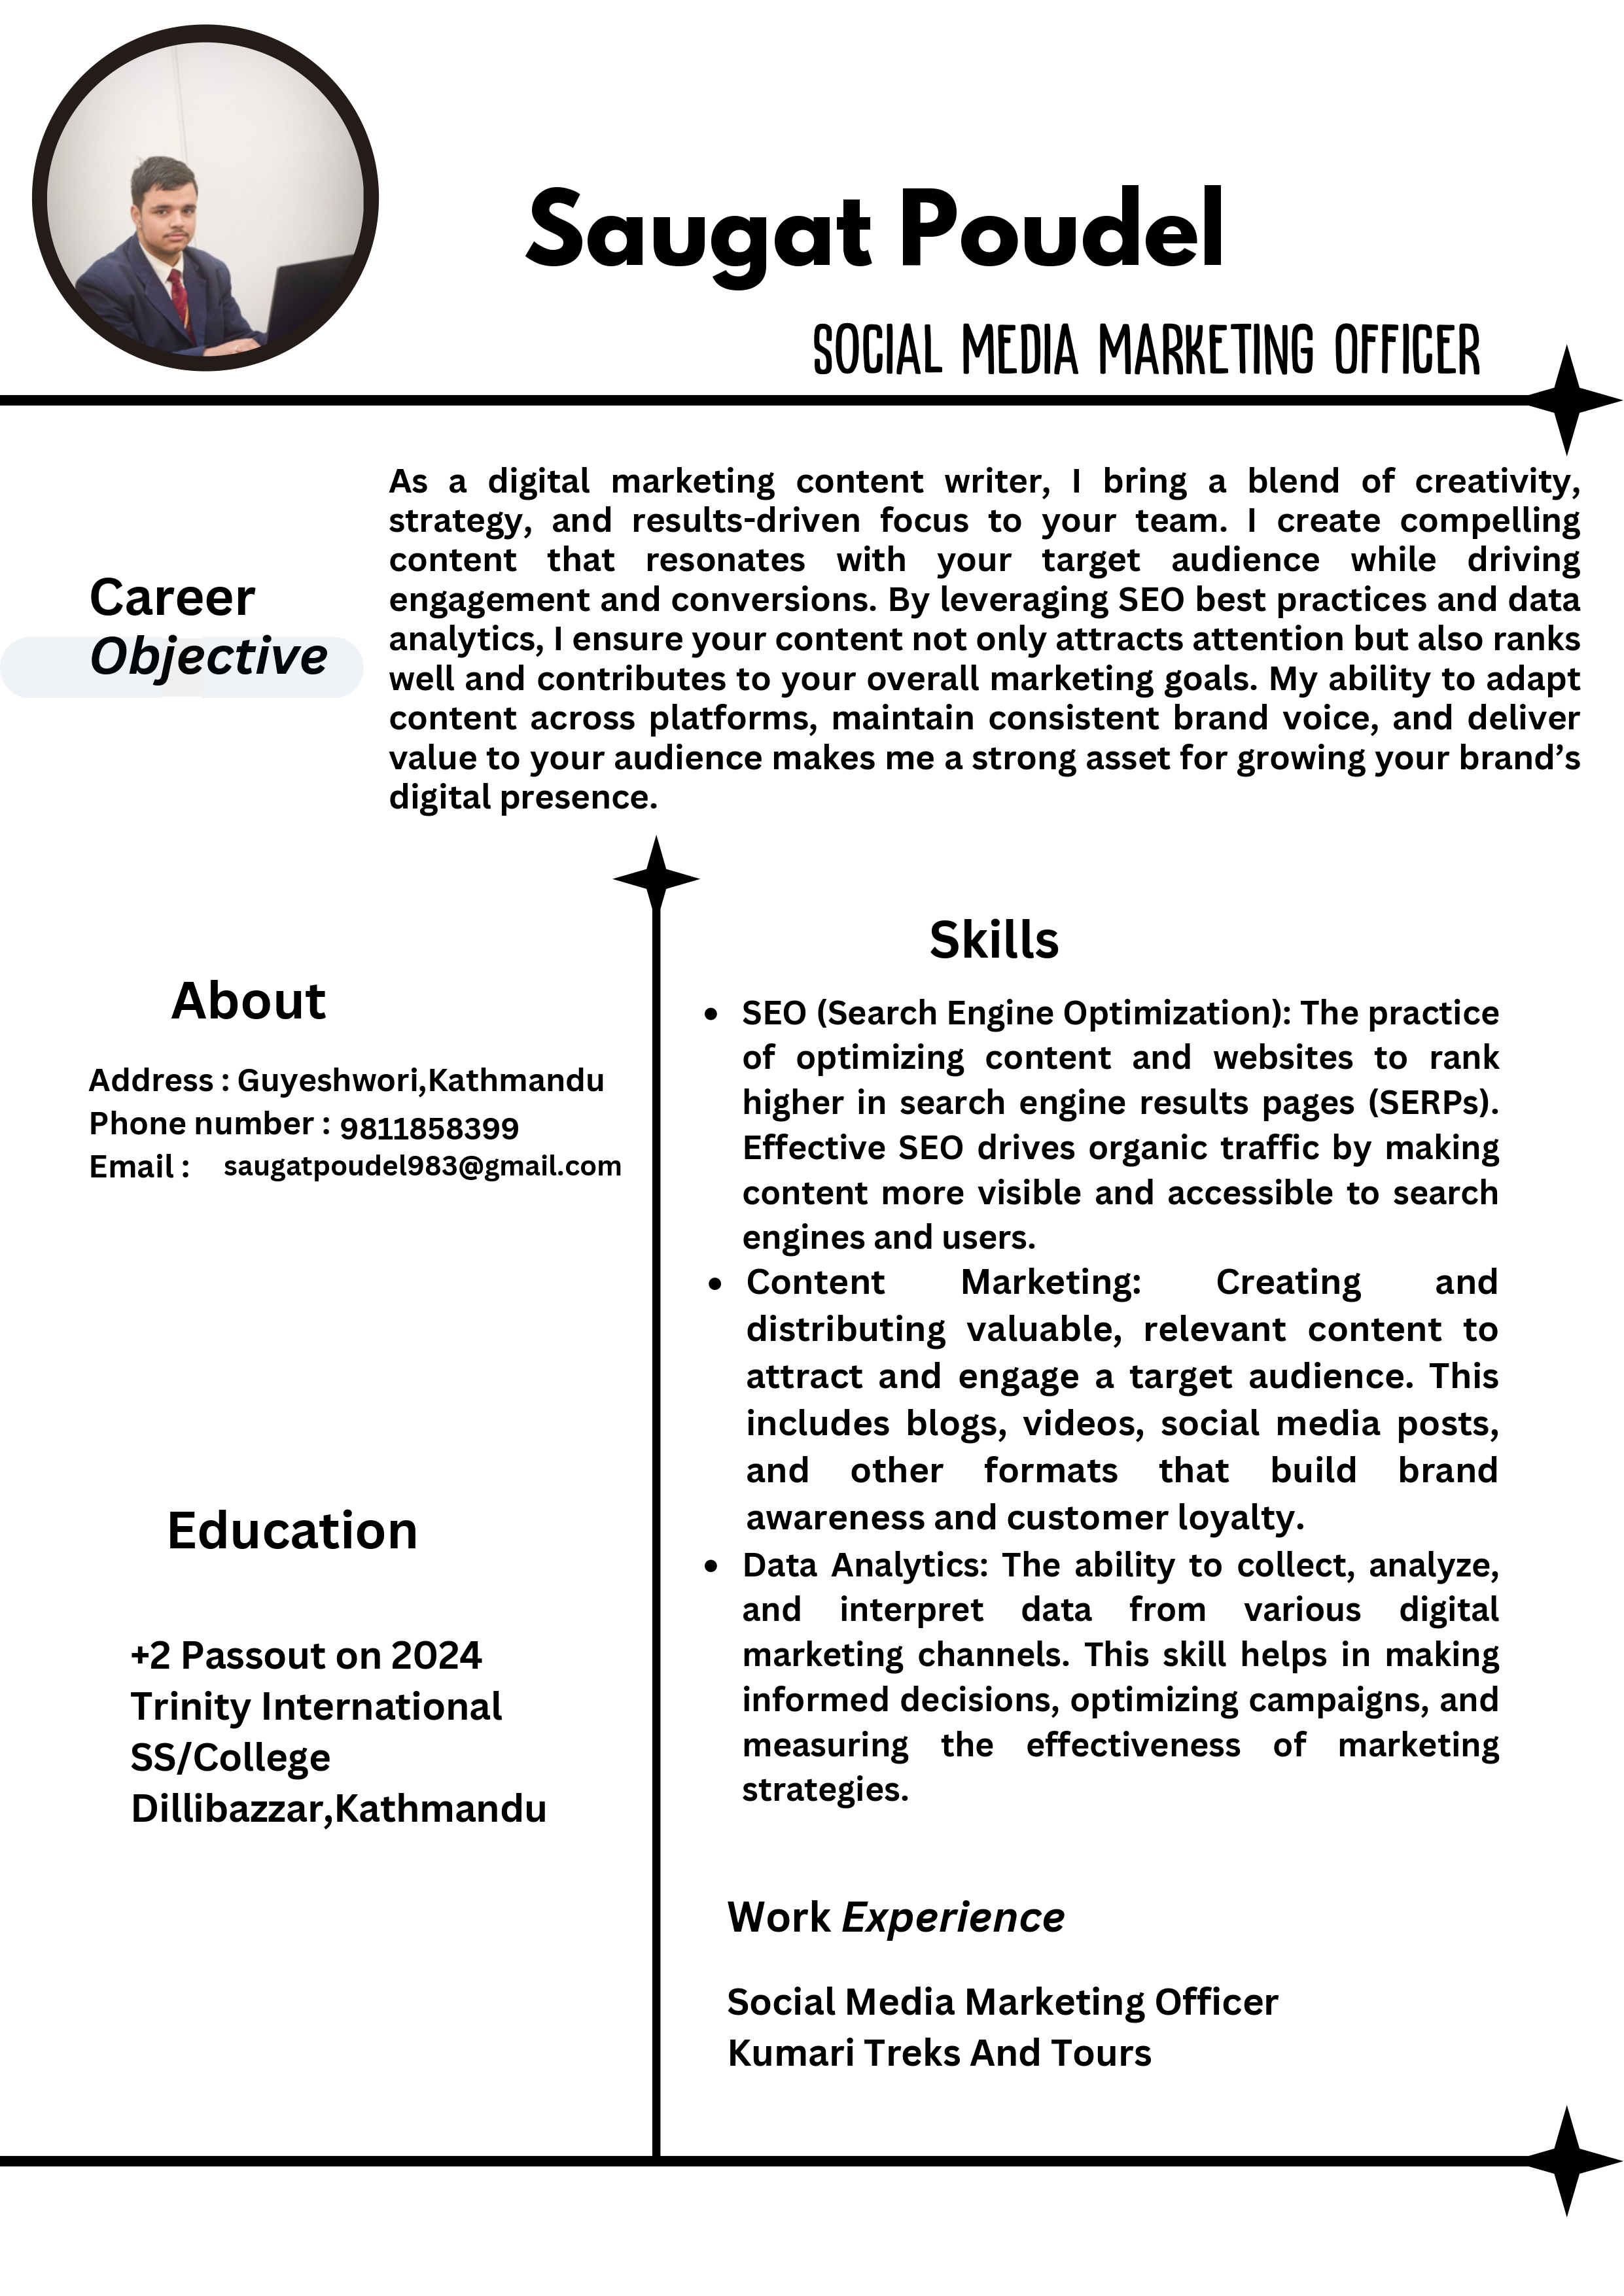 Saugat Poudel
SOCIAL MEDIA MARKETING OFFICER
Career
Objective
As a digital marketing content writer, I bring a blend of creativity,
strategy, and results-driven focus to your team. I create compelling
content that resonates with your target audience while driving
engagement and conversions. By leveraging SEO best practices and data
analytics, I ensure your content not only attracts attention but also ranks
well and contributes to your overall marketing goals. My ability to adapt
content across platforms, maintain consistent brand voice, and deliver
value to your audience makes me a strong asset for growing your brand’s
digital presence.
About
Address : Guyeshwori,Kathmandu
Phone number : 9811858399
Email : saugatpoudel983@gmail.com
Education
+2 Passout on 2024
Trinity International
SS/College
Dillibazzar,Kathmandu
Skills
• SEO (Search Engine Optimization): The practice
of optimizing content and websites to rank
higher in search engine results pages (SERPs).
Effective SEO drives organic traffic by making
content more visible and accessible to search
engines and users.
• Content Marketing: Creating and
distributing valuable, relevant content to
attract and engage a target audience. This
includes blogs, videos, social media posts,
and other formats that build brand
awareness and customer loyalty.
• Data Analytics: The ability to collect, analyze,
and interpret data from various digital
marketing channels. This skill helps in making
informed decisions, optimizing campaigns, and
measuring the effectiveness of marketing
strategies.
Work Experience
Social Media Marketing Officer
Kumari Treks And Tours